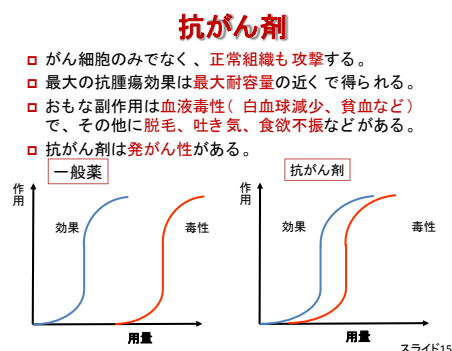 抗がん剤
がん細胞のみでなく、正常組織も攻撃する。
最大の抗腫瘍効果は最大耐容量の近くで得られる。
おもな副作用は血液毒性( 白血球減少、貧血など)
で、その他に脱毛、吐き気、食欲不振などがある。
抗がん剤は発がん性がある。
一般薬
作用
効果
毒性
用量
抗がん剤
作用
効果
毒性
用量
スライド15